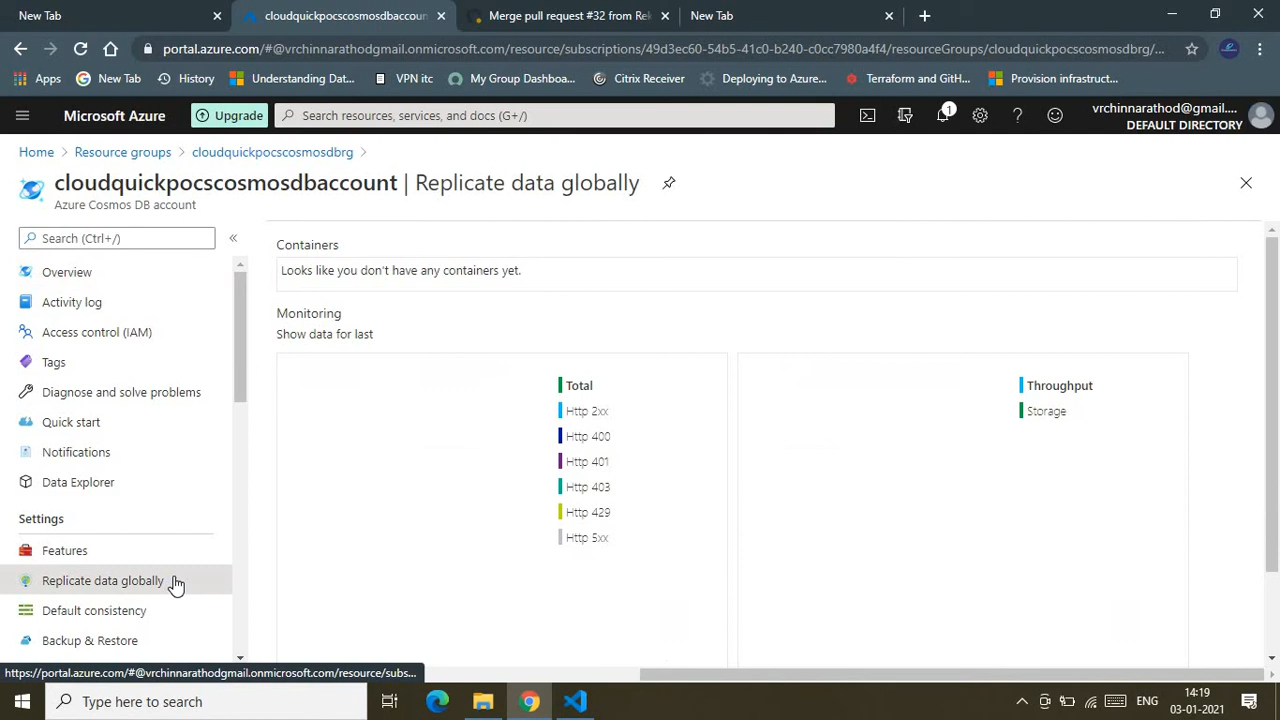 New Tab
cloudquickpocscosmosdbaccoun
Merge pull request #32 from Rek
New Tab
portal.azure.com/#@vrchinnarathodgmail.onmicrosoft.com/resource/subscriptions/49d3ec60-54b5-41c0-b240-c0cc7980a4f4/resourceGroups/cloudquickpocscosmosdbrg/...
Apps
New Tab
History
Understanding Dat...
VPN itc
My Group Dashboa...
Citrix Receiver
Deploying to Azure...
Terraform and GitH...
Provision infrastruct...
Microsoft Azure
Upgrade
Search resources, services, and docs (G+/)
1
vrchinnarathod@gmail....
DEFAULT DIRECTORY
Home > Resource groups > cloudquickpocscosmosdbrg >
cloudquickpocscosmosdbaccount | Replicate data globally
Azure Cosmos DB account
Search (Ctrl+/)
Overview
Activity log
Access control (IAM)
Tags
Diagnose and solve problems
Quick start
Notifications
Data Explorer
Settings
Features
Replicate data globally
Default consistency
Backup & Restore
Containers
Looks like you don't have any containers yet.
Monitoring
Show data for last
Total
Http 2xx
Http 400
Http 401
Http 403
Http 429
Http 5xx
Throughput
Storage
https://portal.azure.com/#@vrchinnarathodgmail.onmicrosoft.com/resource/subs...
Type here to search
ENG
14:19
03-01-2021